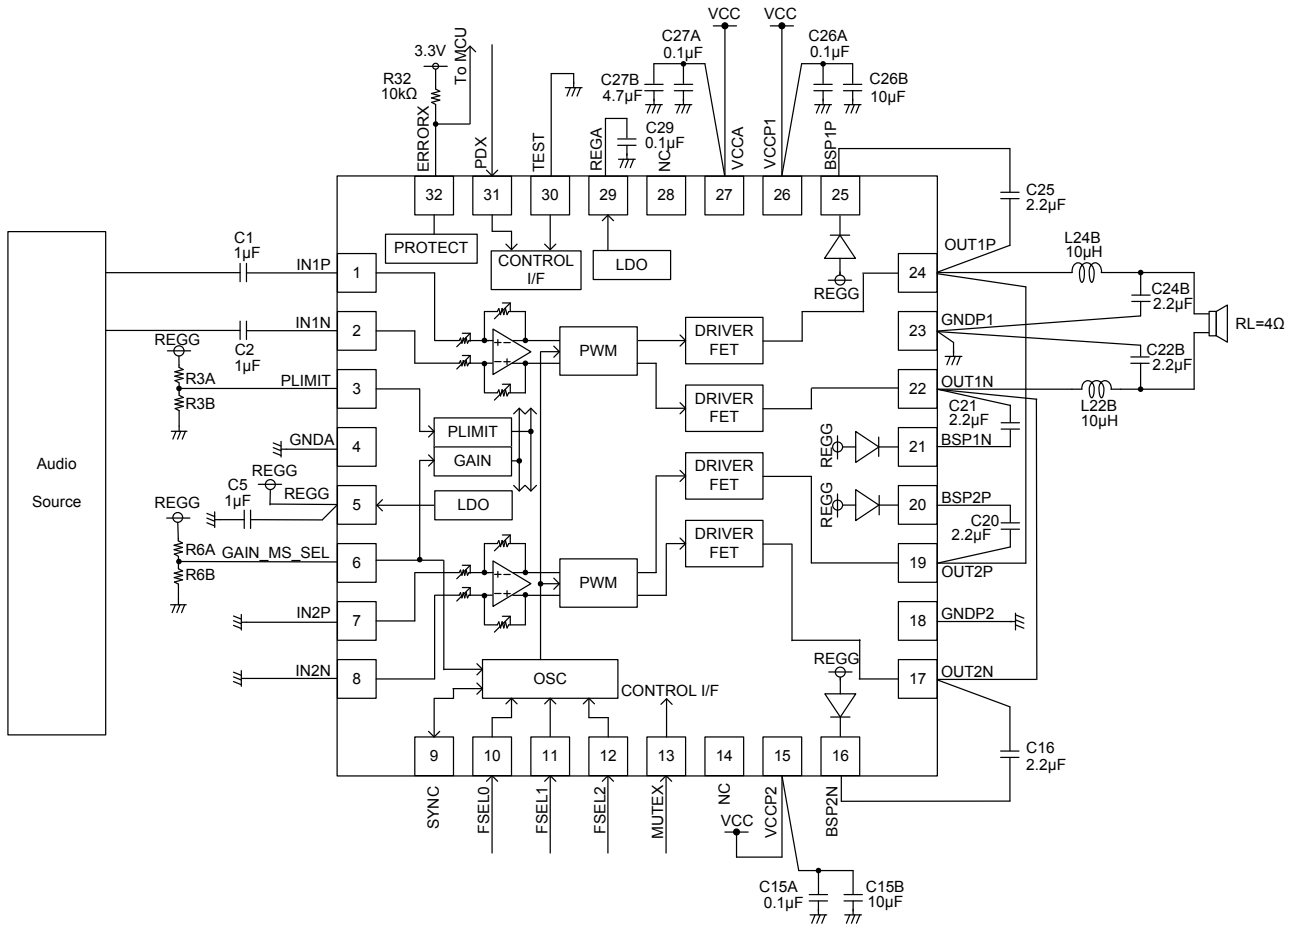 VCC
VCC
3.3V
To MCU
R32
10kΩ
C27A
0.1µF
C27B
4.7µF
C26A
0.1µF
C26B
10µF
ERRORX
PDX
TEST
REGA
C29
0.1µF
NC
VCCA
VCCP1
BSP1P
32
31
30
29
28
27
26
25
C25
2.2µF
PROTECT
CONTROL
I/F
LDO
REGG
Audio
Source
C1
1µF
IN1P
1
IN1N
2
C2
1µF
REGG
R3A
R3B
PLIMIT
3
GNDA
4
REGG
C5
1µF
REGG
5
REGG
R6A
R6B
GAIN_MS_SEL
6
IN2P
7
IN2N
8
+
−
−
+
PWM
DRIVER
FET
DRIVER
FET
PLIMIT
GAIN
LDO
DRIVER
FET
DRIVER
FET
+
−
−
+
PWM
OSC
CONTROL I/F
OUT1P
24
L24B
10µH
C24B
2.2µF
GNDP1
23
RL=4Ω
C22B
2.2µF
OUT1N
22
L22B
10µH
C21
2.2µF
REGG
21
BSP1N
REGG
20
BSP2P
C20
2.2µF
19
OUT2P
18
GNDP2
OUT2N
17
REGG
C16
2.2µF
9
10
11
12
13
14
15
16
SYNC
FSEL0
FSEL1
FSEL2
MUTEX
NC
VCCP2
BSP2N
VCC
C15A
0.1µF
C15B
10µF